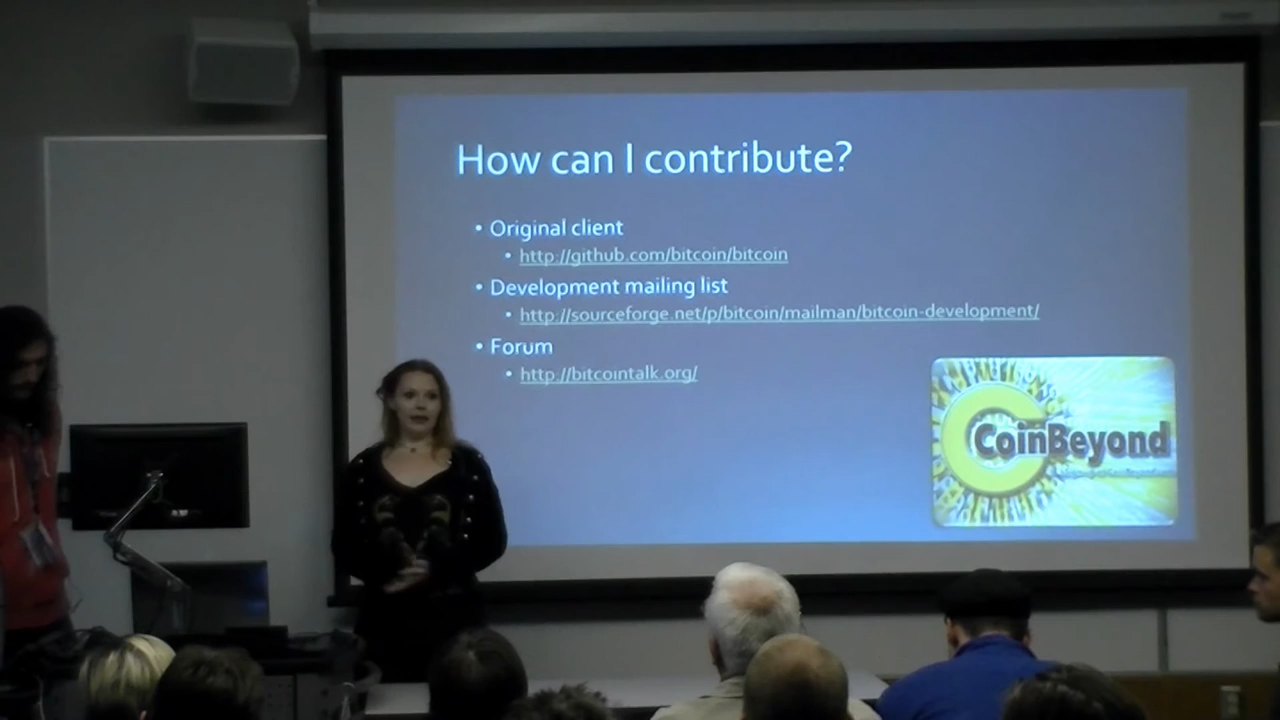 How can I contribute?
• Original client
• http://github.com/bitcoin/bitcoin
• Development mailing list
• http://sourceforge.net/p/bitcoin/mailman/bitcoin-development/
• Forum
• http://bitcointalk.org/
CoinBeyond